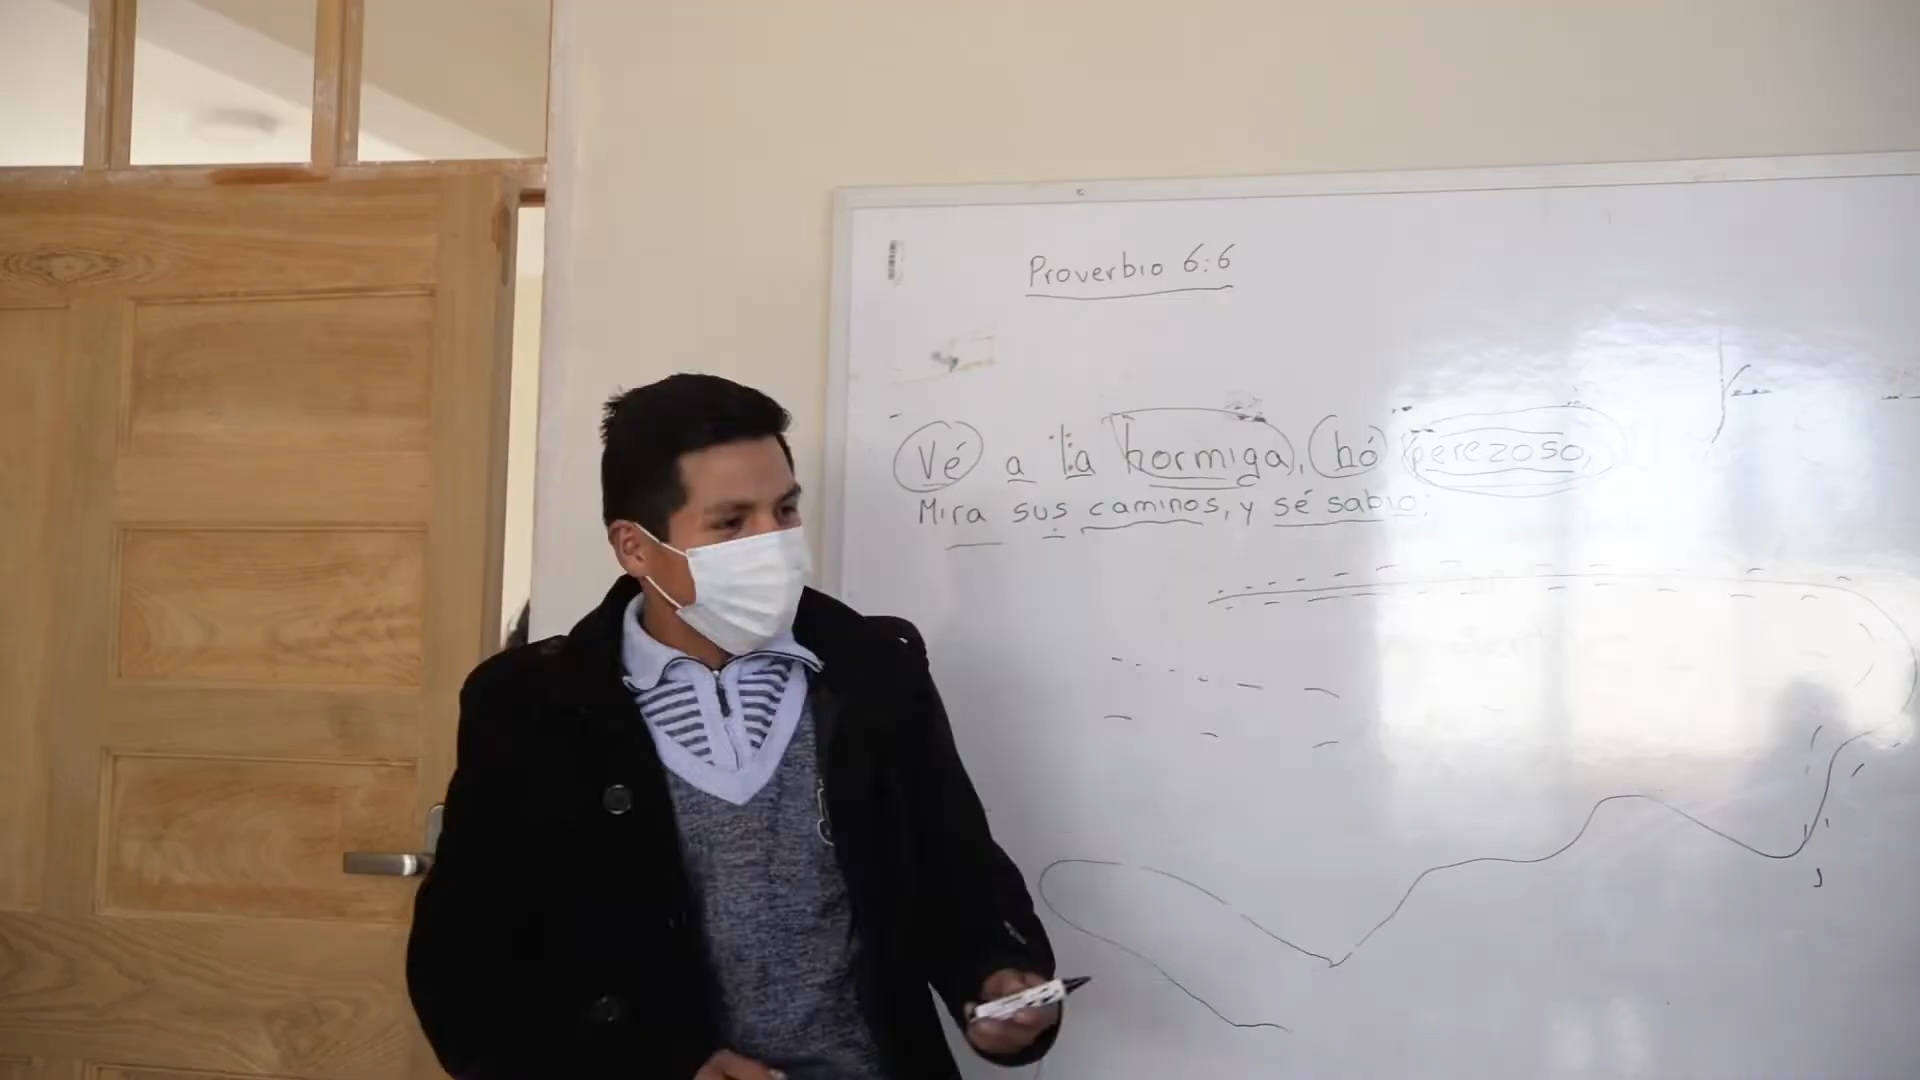 Proverbio 6:6
Vé a la hormiga, hó perezoso,
Mira sus caminos, y sé sabio;